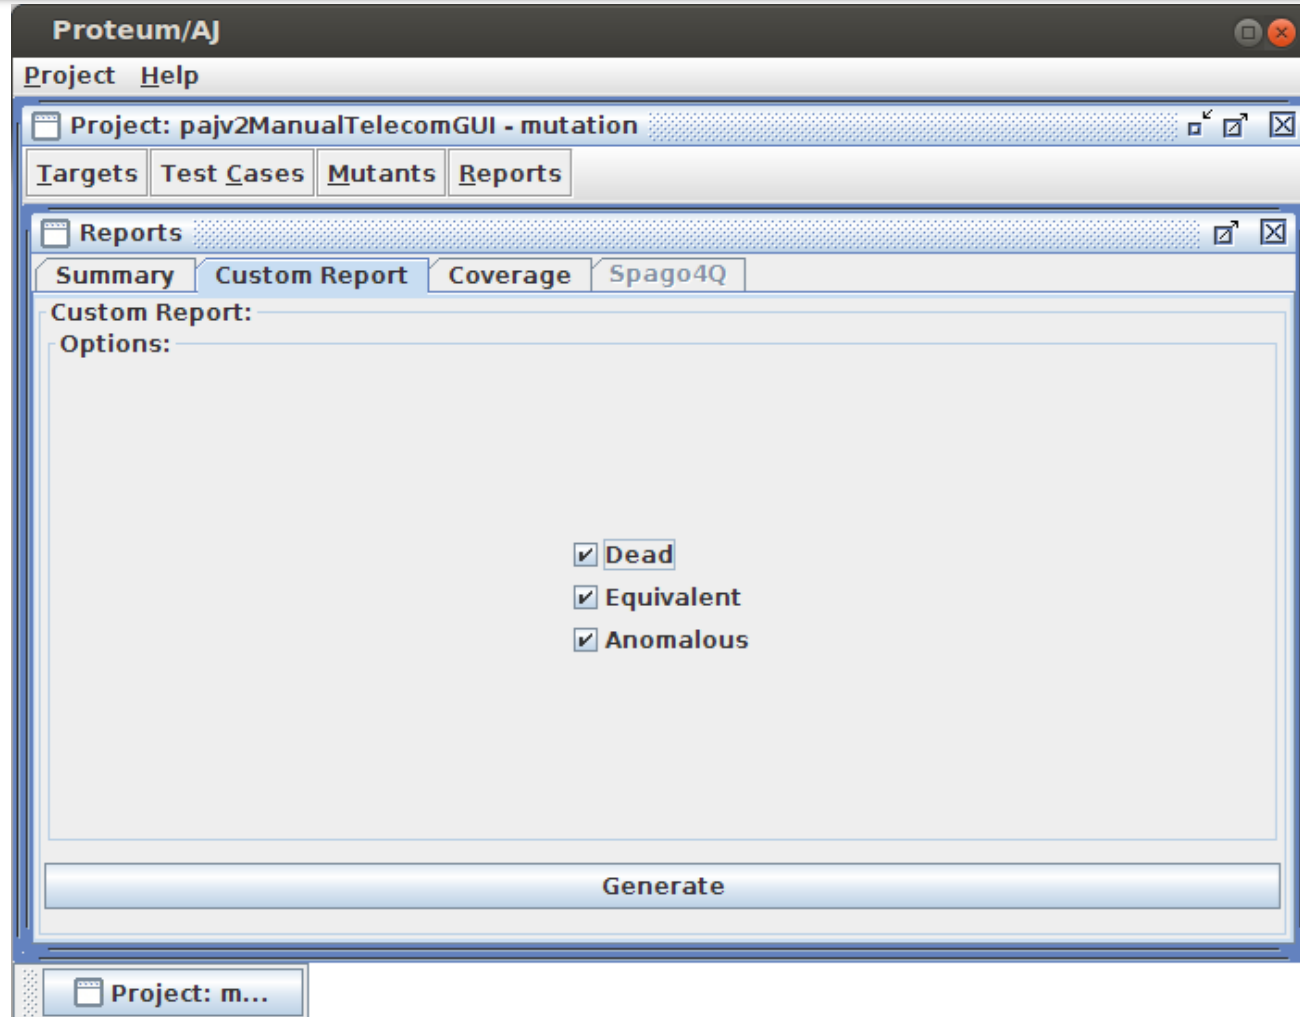 Proteum/AJ
Project Help
Project: pajv2ManualTelecomGUI - mutation
Targets Test Cases Mutants Reports
Reports
Summary Custom Report Coverage Spago4Q
Custom Report:
Options:
Dead
Equivalent
Anomalous
Generate
Project: m...